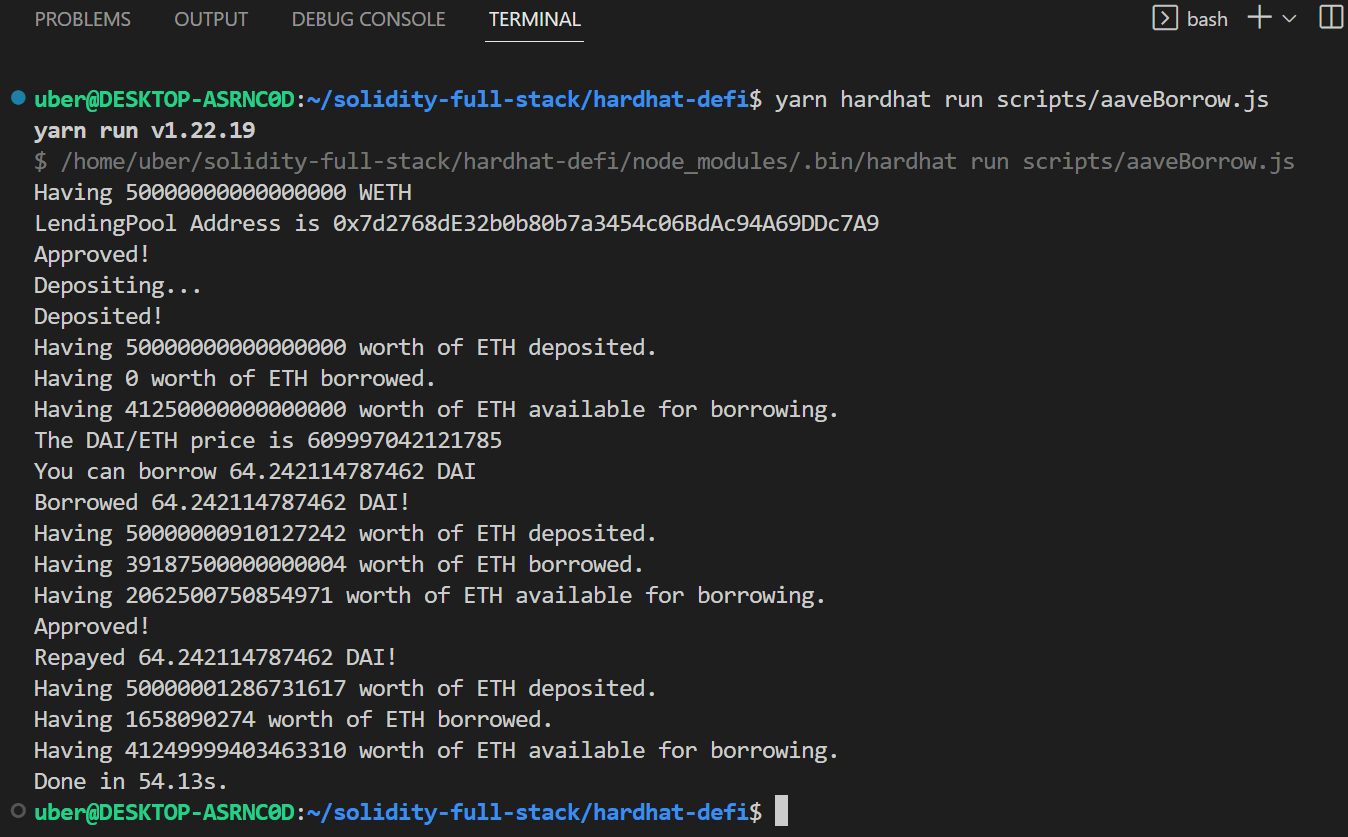 PROBLEMS OUTPUT DEBUG CONSOLE TERMINAL bash
uber@DESKTOP-ASRNC0D:~/solidity-full-stack/hardhat-defi$ yarn hardhat run scripts/aaveBorrow.js
yarn run v1.22.19
$ /home/uber/solidity-full-stack/hardhat-defi/node_modules/.bin/hardhat run scripts/aaveBorrow.js
Having 50000000000000000 WETH
LendingPool Address is 0x7d2768dE32b0b80b7a3454c06BdAc94A69DDc7A9
Approved!
Depositing...
Deposited!
Having 50000000000000000 worth of ETH deposited.
Having 0 worth of ETH borrowed.
Having 41250000000000000 worth of ETH available for borrowing.
The DAI/ETH price is 609997042121785
You can borrow 64.242114787462 DAI
Borrowed 64.242114787462 DAI!
Having 50000000910127242 worth of ETH deposited.
Having 39187500000000004 worth of ETH borrowed.
Having 2062500750854971 worth of ETH available for borrowing.
Approved!
Repayed 64.242114787462 DAI!
Having 50000001286731617 worth of ETH deposited.
Having 1658090274 worth of ETH borrowed.
Having 41249999403463310 worth of ETH available for borrowing.
Done in 54.13s.
uber@DESKTOP-ASRNC0D:~/solidity-full-stack/hardhat-defi$